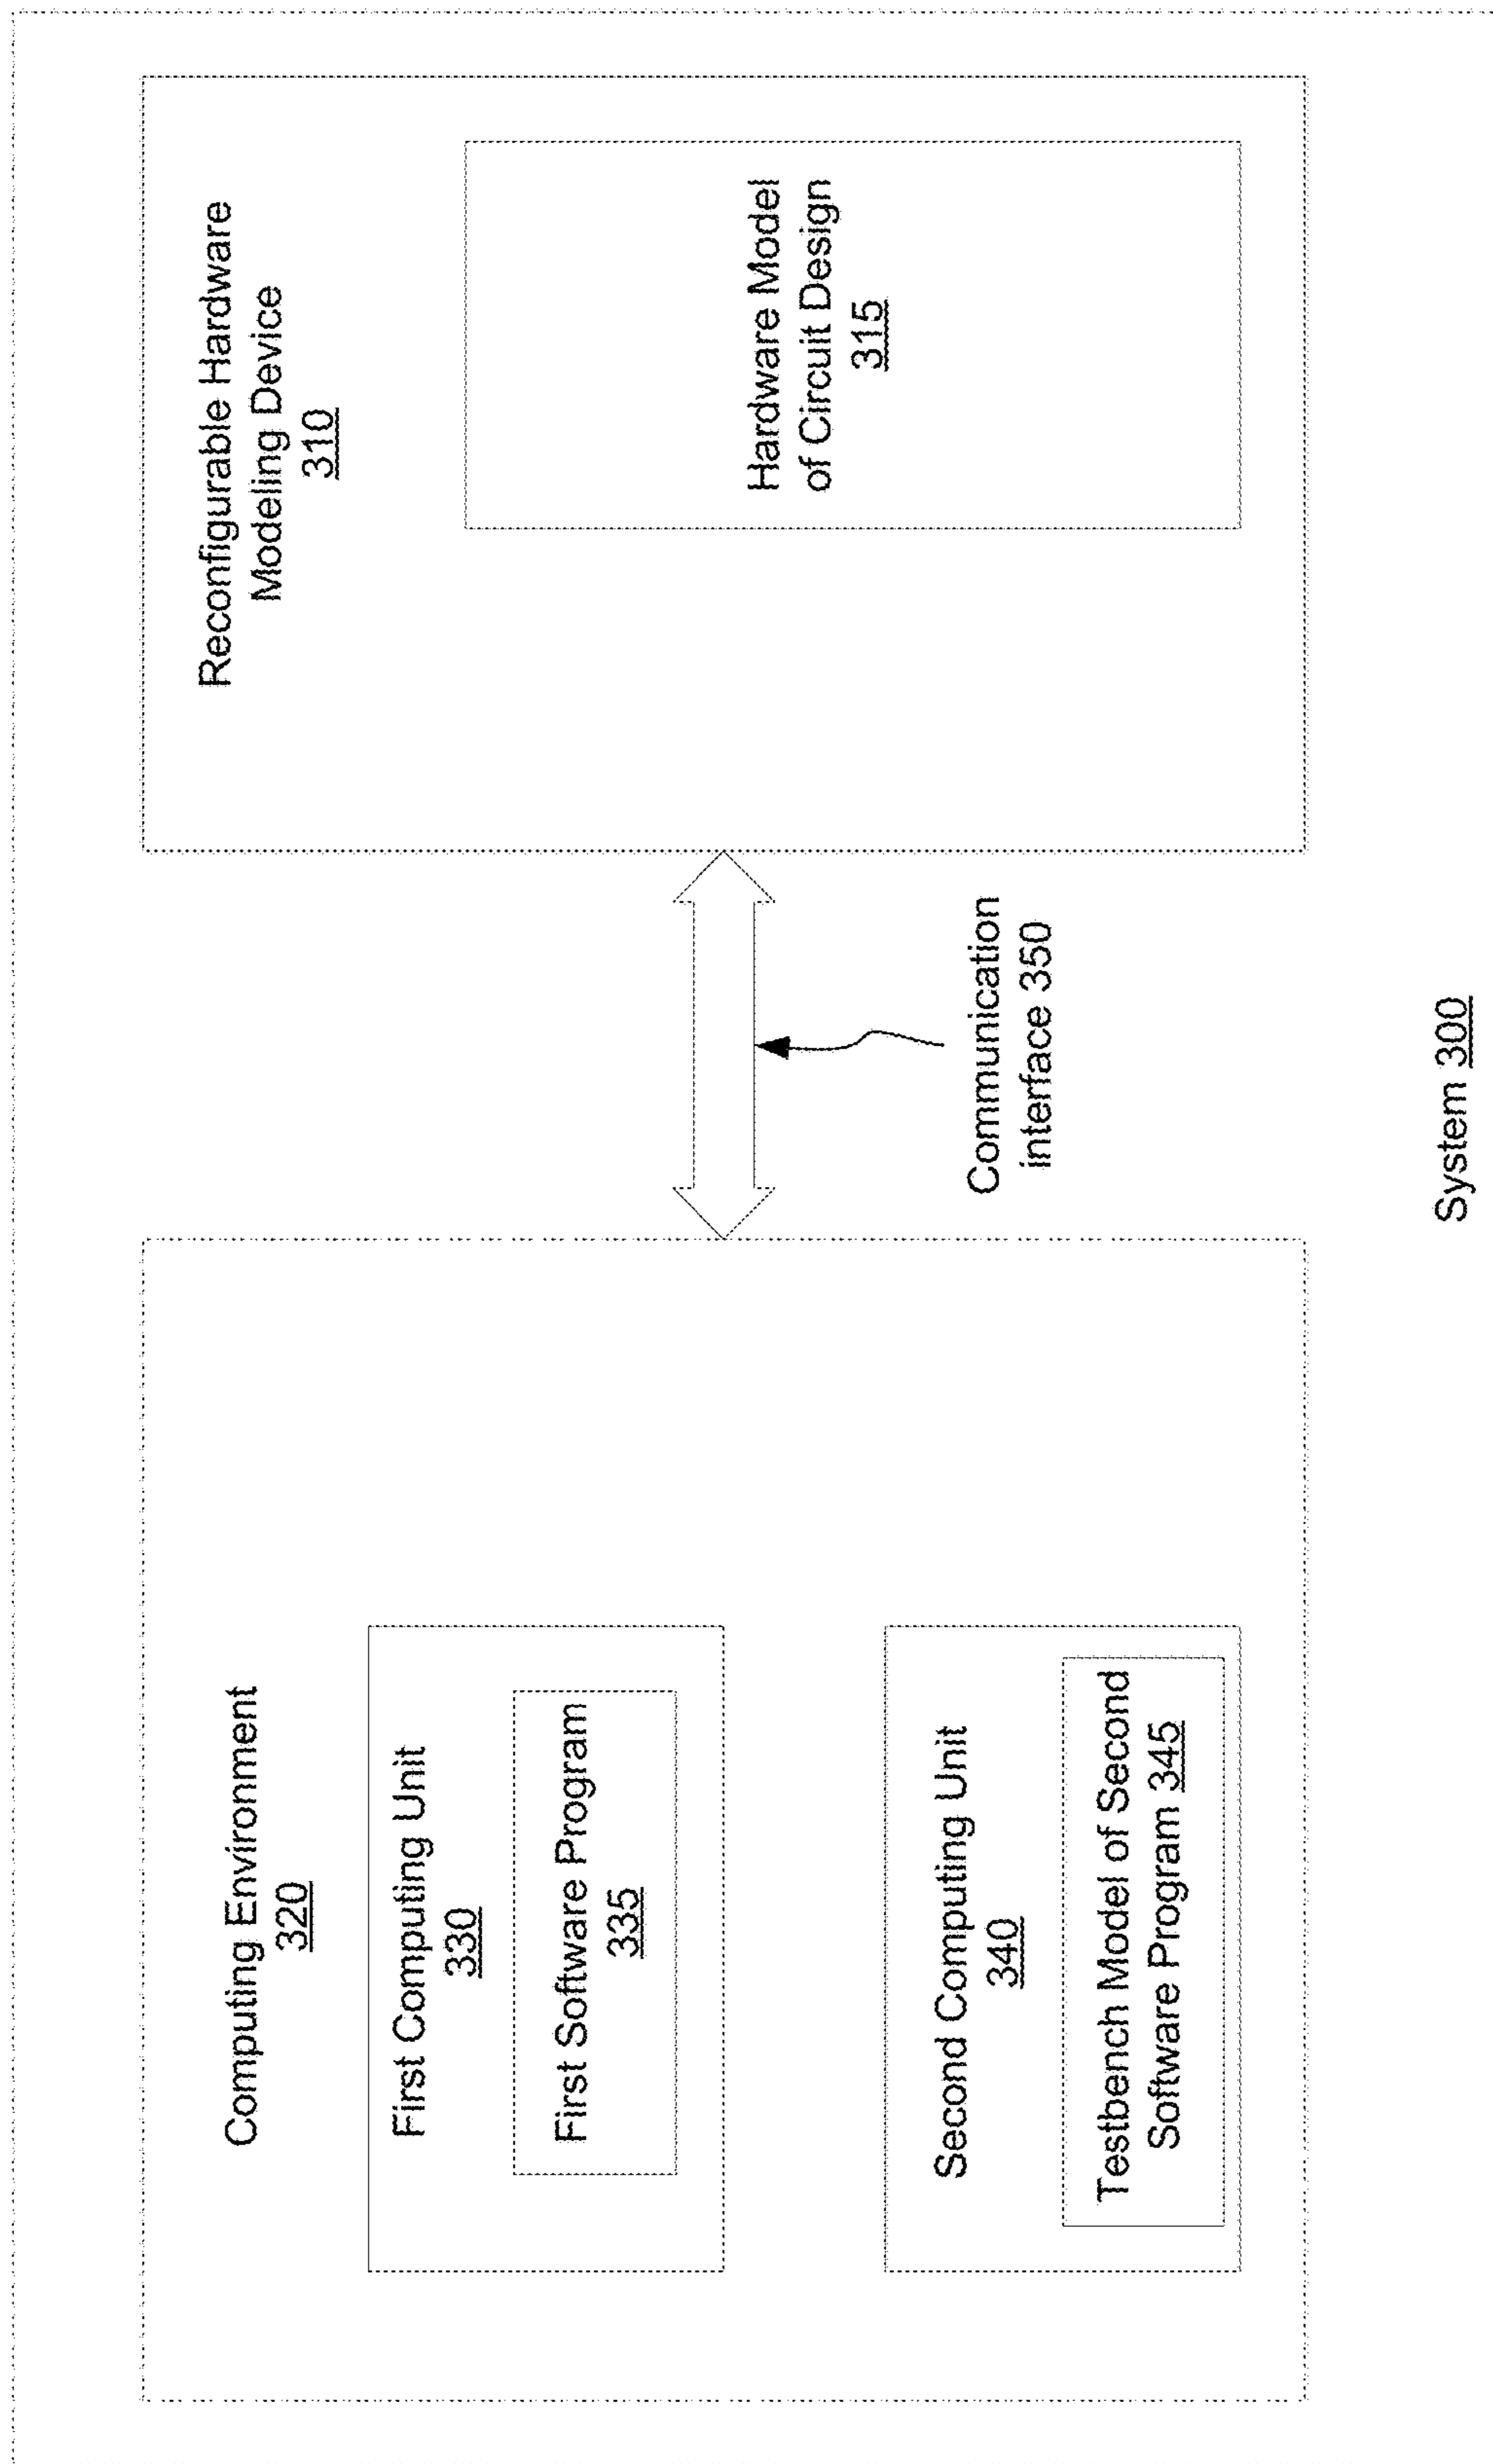 Computing Environment
320
First Computing Unit
330
First Software Program
335
Second Computing Unit
340
Testbench Model of Second
Software Program 345
Communication
interface 350
Reconfigurable Hardware
Modeling Device
310
Hardware Model
of Circuit Design
315
System 300